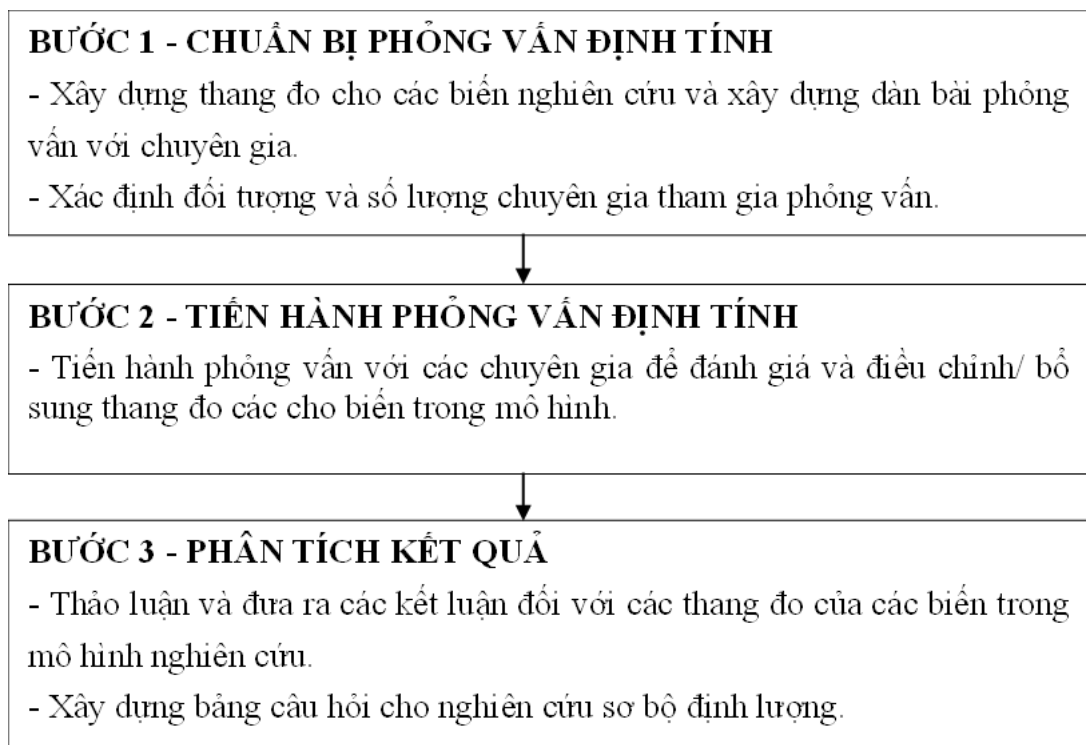 BƯỚC 1 - CHUẨN BỊ PHỎNG VẤN ĐỊNH TÍNH
- Xây dựng thang đo cho các biến nghiên cứu và xây dựng dàn bài phỏng
vấn với chuyên gia.
- Xác định đối tượng và số lượng chuyên gia tham gia phỏng vấn.
BƯỚC 2 - TIẾN HÀNH PHỎNG VẤN ĐỊNH TÍNH
- Tiến hành phỏng vấn với các chuyên gia để đánh giá và điều chỉnh/ bổ
sung thang đo các cho biến trong mô hình.
BƯỚC 3 - PHÂN TÍCH KẾT QUẢ
- Thảo luận và đưa ra các kết luận đối với các thang đo của các biến trong
mô hình nghiên cứu.
- Xây dựng bảng câu hỏi cho nghiên cứu sơ bộ định lượng.